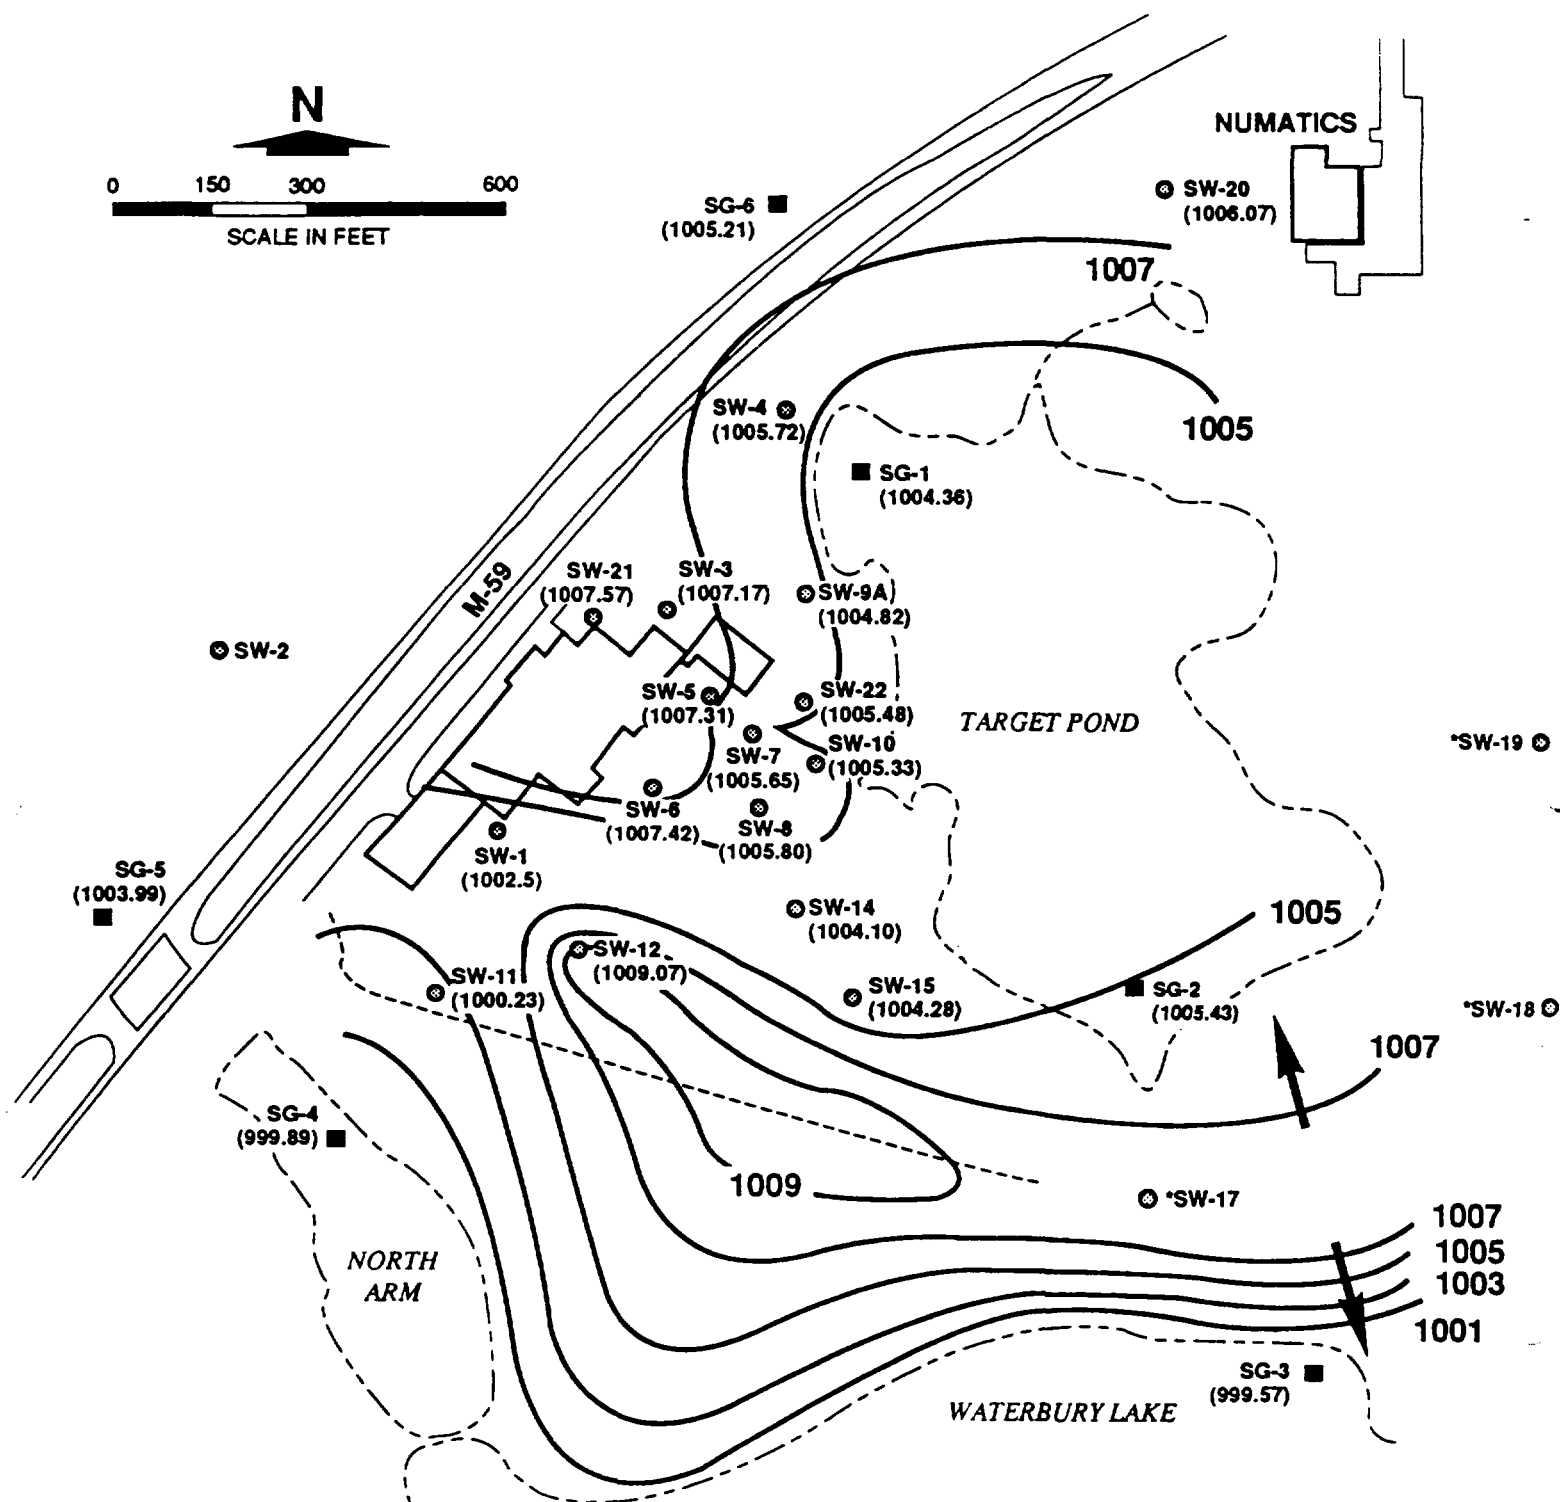 N
0 150 300 600
SCALE IN FEET
NUMATICS
SW-20
(1006.07)
SG-6
(1005.21)
1007
SW-4
(1005.72)
1005
SG-1
(1004.36)
M-59
SW-21
(1007.57)
SW-3
(1007.17)
SW-9A
(1004.82)
SW-2
SW-5
(1007.31)
SW-22
(1005.48)
TARGET POND
SW-7
(1005.65)
SW-10
(1005.33)
*SW-19
SW-6
(1007.42)
SW-8
(1005.80)
SW-1
(1002.5)
SG-5
(1003.99)
SW-14
(1004.10)
1005
SW-12
(1009.07)
SW-11
(1000.23)
SW-15
(1004.28)
SG-2
(1005.43)
*SW-18
1007
SG-4
(999.89)
1009
*SW-17
NORTH
ARM
1007
1005
1003
1001
SG-3
(999.57)
WATERBURY LAKE